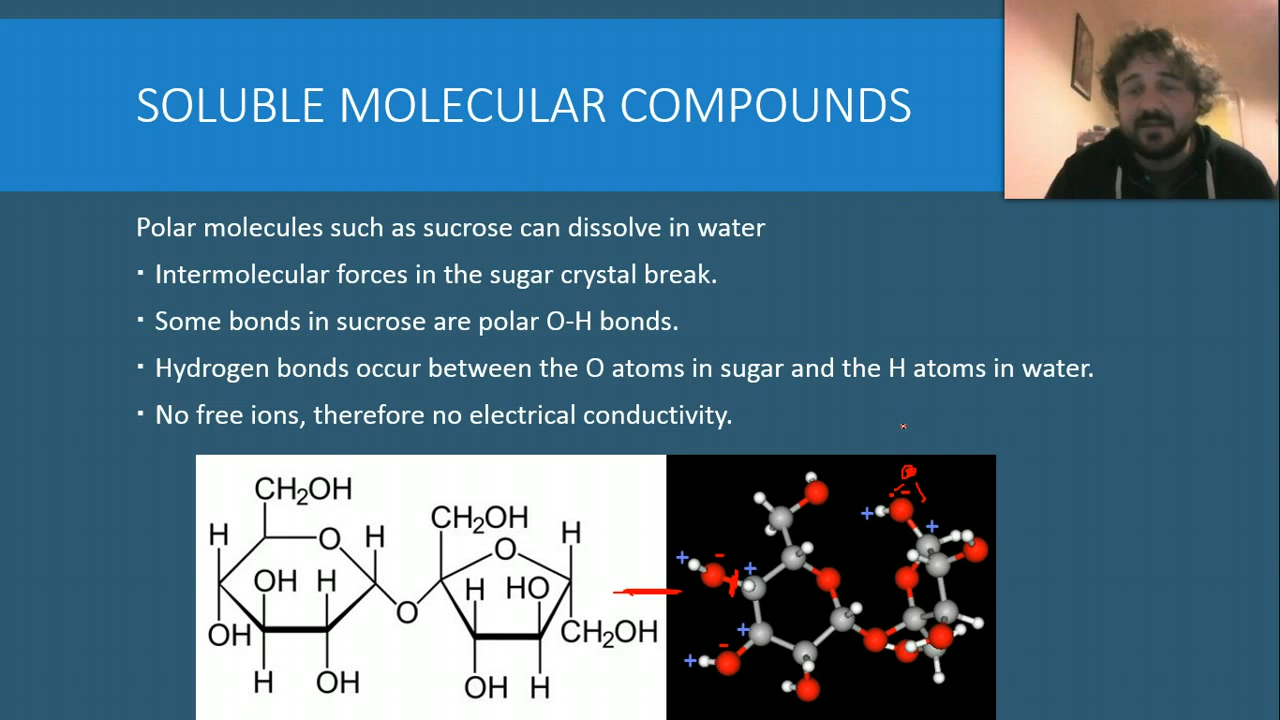 SOLUBLE MOLECULAR COMPOUNDS
Polar molecules such as sucrose can dissolve in water
▪ Intermolecular forces in the sugar crystal break.
▪ Some bonds in sucrose are polar O-H bonds.
▪ Hydrogen bonds occur between the O atoms in sugar and the H atoms in water.
▪ No free ions, therefore no electrical conductivity.
CH₂OH
CH₂OH
H O H O H
OH H H HO
OH O CH₂OH
H OH OH H
+ - +
+ - +
+ -
+ -